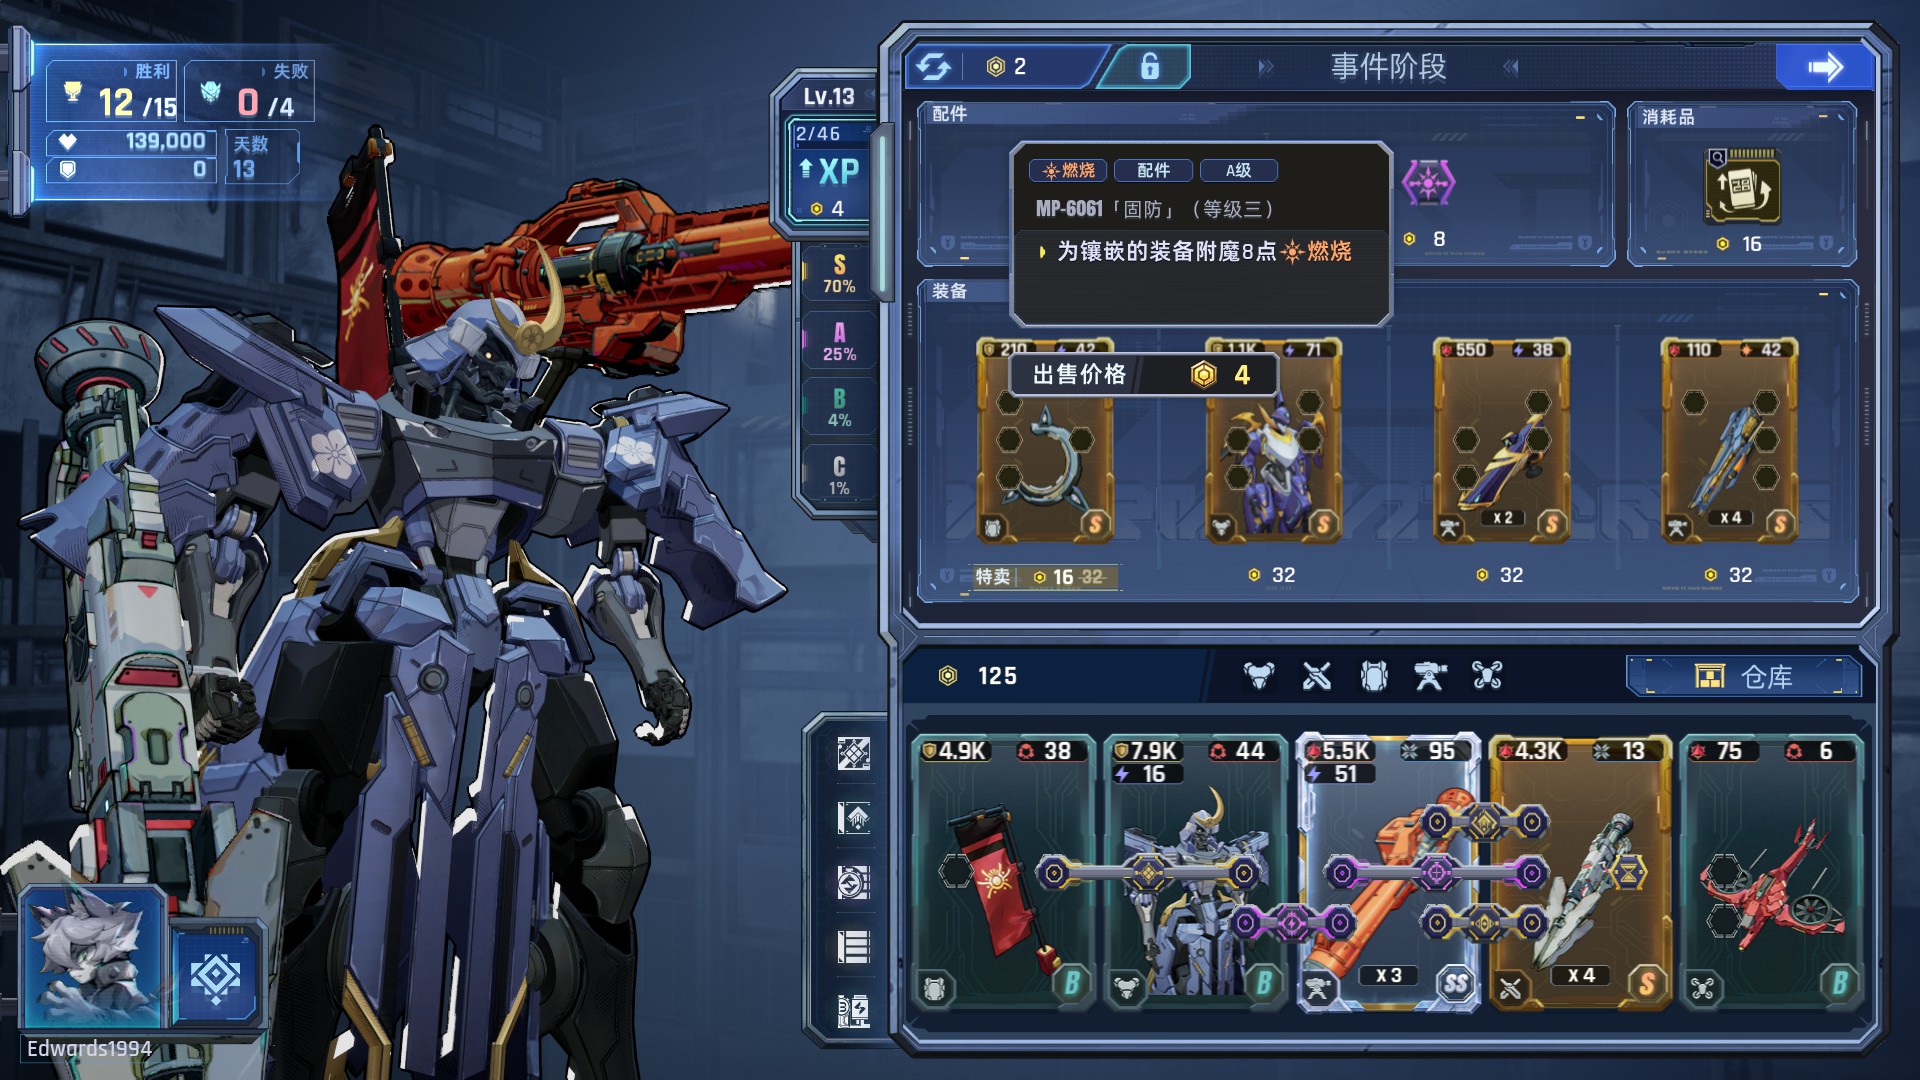 胜利
12 /15
失败
0 /4
139,000
0
天数
13
Lv.13
2/46
XP
4
S
70%
A
25%
B
4%
C
1%
2
事件阶段
配件
消耗品
燃烧
配件
A级
MP-6061「固防」（等级三）
为镶嵌的装备附魔8点燃烧
出售价格
4
8
16
装备
210
42
1.1K
71
550
38
110
42
S
S
x2
S
x4
S
特卖
16 32
32
32
32
125
仓库
4.9K
38
B
7.9K
44
16
B
5.5K
95
51
x3
SS
4.3K
13
x4
S
75
6
B
Edwards1994